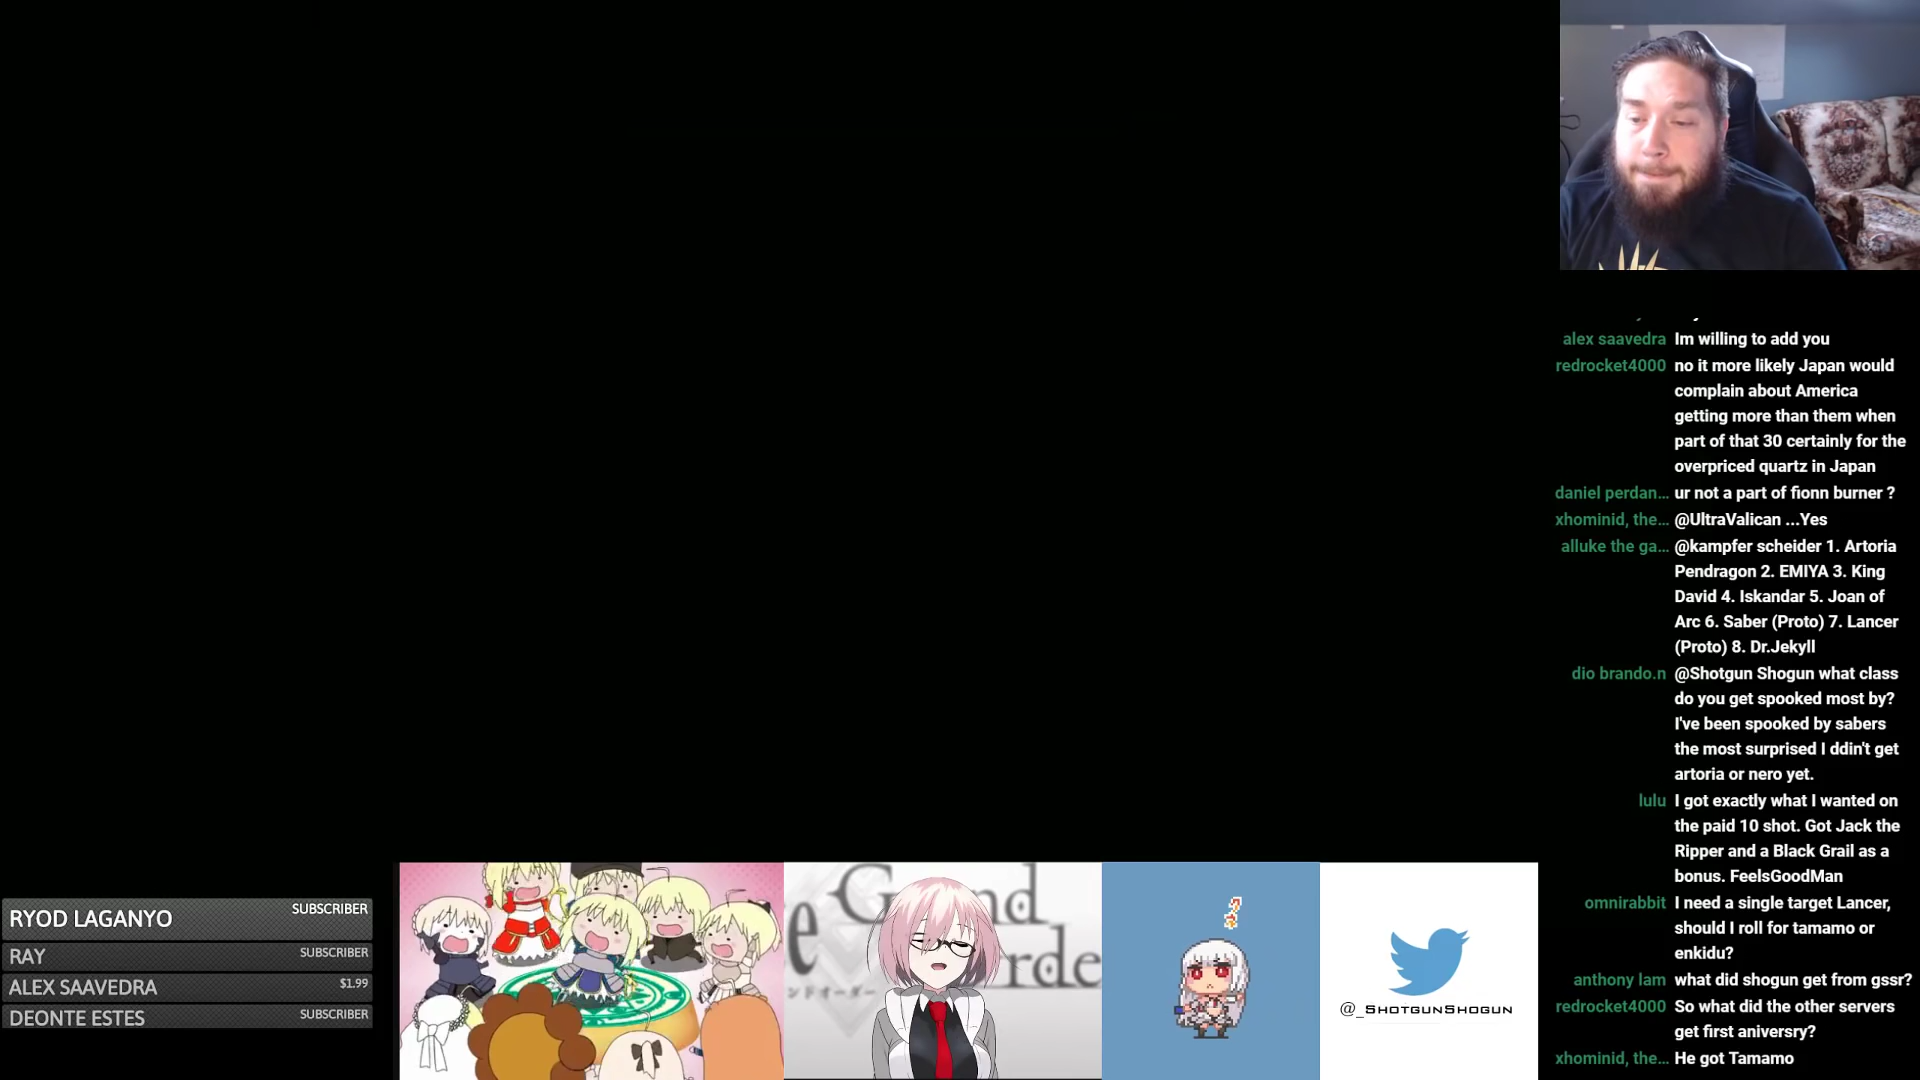 alex saavedra Im willing to add you
redrocket4000 no it more likely Japan would
complain about America
getting more than them when
part of that 30 certainly for the
overpriced quartz in Japan
daniel perdan... ur not a part of fionn burner ?
xhominid, the... @UltraValican ...Yes
alluke the ga... @kampfer scheider 1. Artoria
Pendragon 2. EMIYA 3. King
David 4. Iskandar 5. Joan of
Arc 6. Saber (Proto) 7. Lancer
(Proto) 8. Dr.Jekyll
dio brando.n @Shotgun Shogun what class
do you get spooked most by?
I've been spooked by sabers
the most surprised I ddin't get
artoria or nero yet.
lulu I got exactly what I wanted on
the paid 10 shot. Got Jack the
Ripper and a Black Grail as a
bonus. FeelsGoodMan
omnirabbit I need a single target Lancer,
should I roll for tamamo or
enkidu?
anthony lam what did shogun get from gssr?
redrocket4000 So what did the other servers
get first aniversry?
xhominid, the... He got Tamamo
RYOD LAGANYO SUBSCRIBER
RAY SUBSCRIBER
ALEX SAAVEDRA $1.99
DEONTE ESTES SUBSCRIBER
e Grand
rde
ンドオーダー
@_SHOTGUNSHOGUN